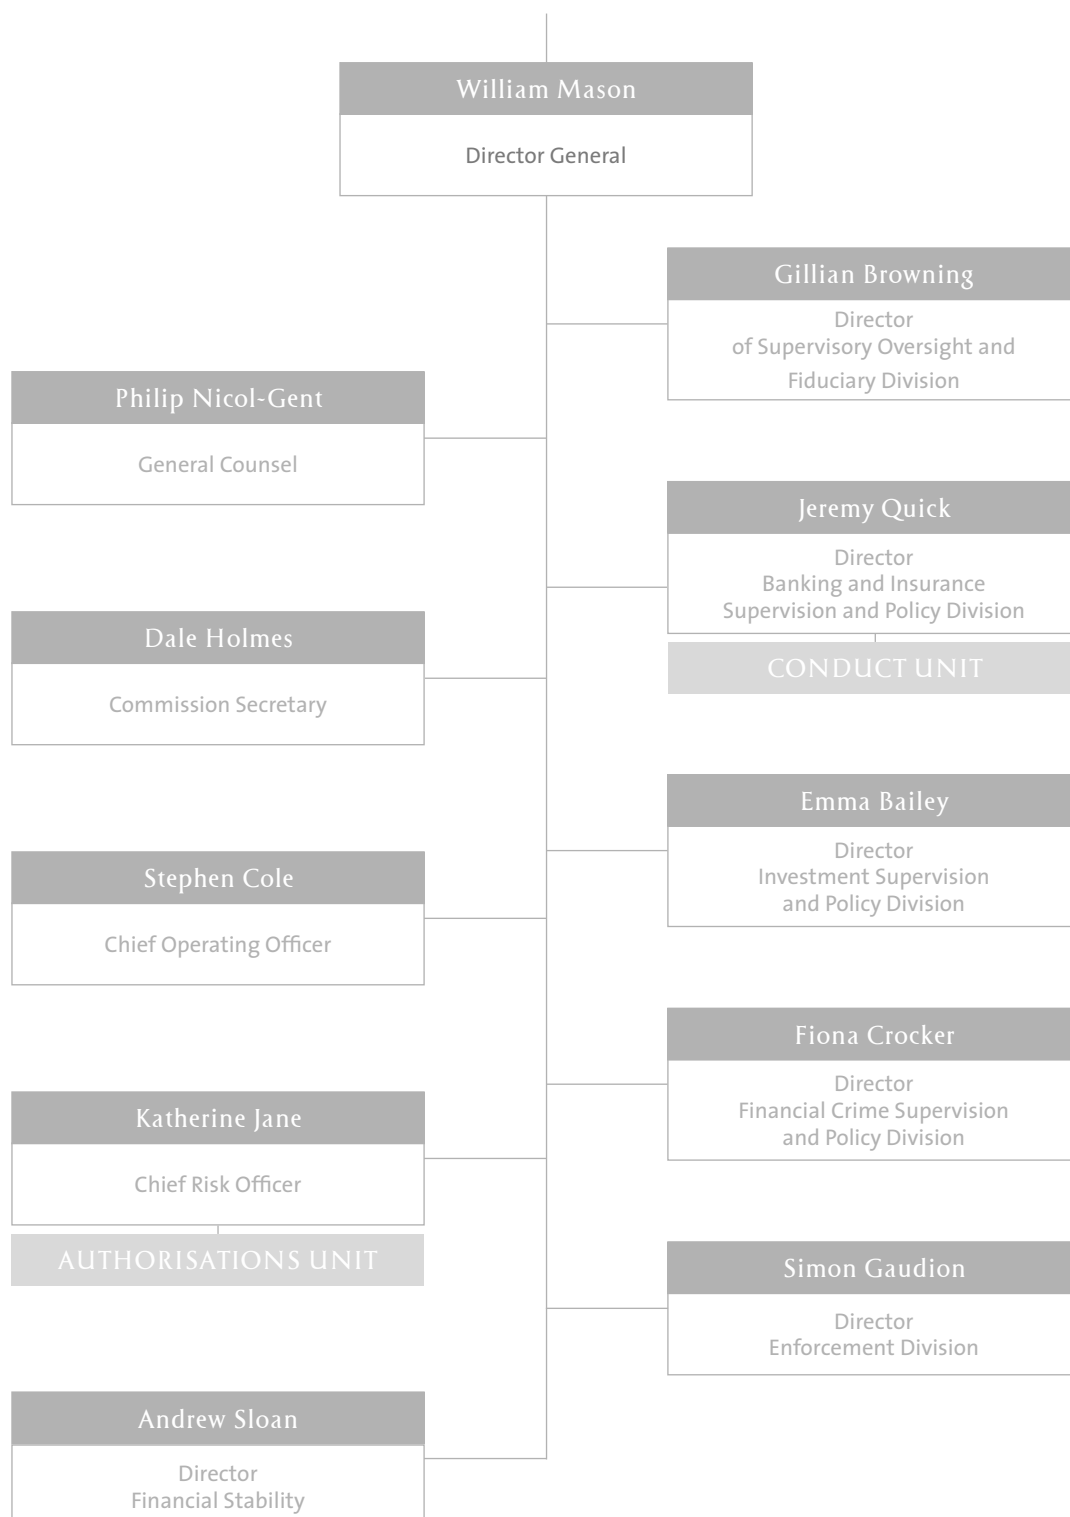 William Mason
Director General
Gillian Browning
Director
of Supervisory Oversight and
Fiduciary Division
Philip Nicol-Gent
General Counsel
Jeremy Quick
Director
Banking and Insurance
Supervision and Policy Division
CONDUCT UNIT
Dale Holmes
Commission Secretary
Emma Bailey
Director
Investment Supervision
and Policy Division
Stephen Cole
Chief Operating Officer
Fiona Crocker
Director
Financial Crime Supervision
and Policy Division
Katherine Jane
Chief Risk Officer
AUTHORISATIONS UNIT
Simon Gaudion
Director
Enforcement Division
Andrew Sloan
Director
Financial Stability